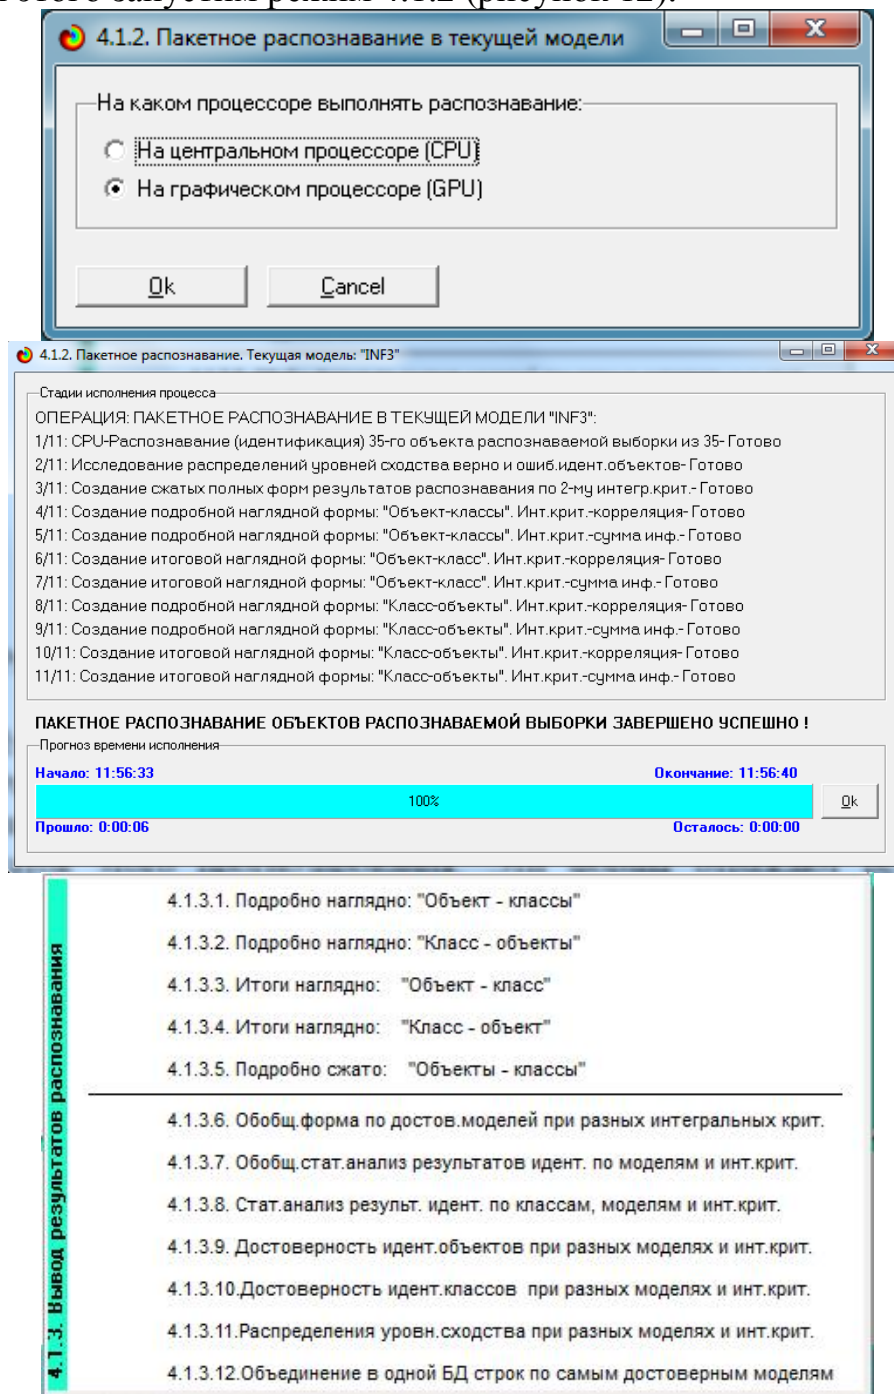 этого запустим режим 4.1.2 (рисунок 12).
4.1.2. Пакетное распознавание в текущей модели
На каком процессоре выполнять распознавание:
На центральном процессоре (CPU)
На графическом процессоре (GPU)
Ok Cancel
4.1.2. Пакетное распознавание. Текущая модель: "INF3"
Стадии исполнения процесса
ОПЕРАЦИЯ: ПАКЕТНОЕ РАСПОЗНАВАНИЕ В ТЕКУЩЕЙ МОДЕЛИ "INF3":
1/11: CPU-Распознавание (идентификация) 35-го объекта распознаваемой выборки из 35- Готово
2/11: Исследование распределений уровней сходства верно и ошиб.идент.объектов- Готово
3/11: Создание сжатых полных форм результатов распознавания по 2-му интегр.крит.- Готово
4/11: Создание подробной наглядной формы: "Объект-классы". Инт.крит.-корреляция- Готово
5/11: Создание подробной наглядной формы: "Объект-классы". Инт.крит.-сумма инф.- Готово
6/11: Создание итоговой наглядной формы: "Объект-класс". Инт.крит.-корреляция- Готово
7/11: Создание итоговой наглядной формы: "Объект-класс". Инт.крит.-сумма инф.- Готово
8/11: Создание подробной наглядной формы: "Класс-объекты". Инт.крит.-корреляция- Готово
9/11: Создание подробной наглядной формы: "Класс-объекты". Инт.крит.-сумма инф.- Готово
10/11: Создание итоговой наглядной формы: "Класс-объекты". Инт.крит.-корреляция- Готово
11/11: Создание итоговой наглядной формы: "Класс-объекты". Инт.крит.-сумма инф.- Готово
ПАКЕТНОЕ РАСПОЗНАВАНИЕ ОБЪЕКТОВ РАСПОЗНАВАЕМОЙ ВЫБОРКИ ЗАВЕРШЕНО УСПЕШНО !
Прогноз времени исполнения
Начало: 11:56:33 Окончание: 11:56:40
100% Ok
Прошло: 0:00:06 Осталось: 0:00:00
4.1.3. Вывод результатов распознавания
4.1.3.1. Подробно наглядно: "Объект - классы"
4.1.3.2. Подробно наглядно: "Класс - объекты"
4.1.3.3. Итоги наглядно: "Объект - класс"
4.1.3.4. Итоги наглядно: "Класс - объект"
4.1.3.5. Подробно сжато: "Объекты - классы"
4.1.3.6. Обобщ.форма по достов.моделей при разных интегральных крит.
4.1.3.7. Обобщ.стат.анализ результатов идент. по моделям и инт.крит.
4.1.3.8. Стат.анализ результ. идент. по классам, моделям и инт.крит.
4.1.3.9. Достоверность идент.объектов при разных моделях и инт.крит.
4.1.3.10.Достоверность идент.классов при разных моделях и инт.крит.
4.1.3.11.Распределения уровн.сходства при разных моделях и инт.крит.
4.1.3.12.Объединение в одной БД строк по самым достоверным моделям